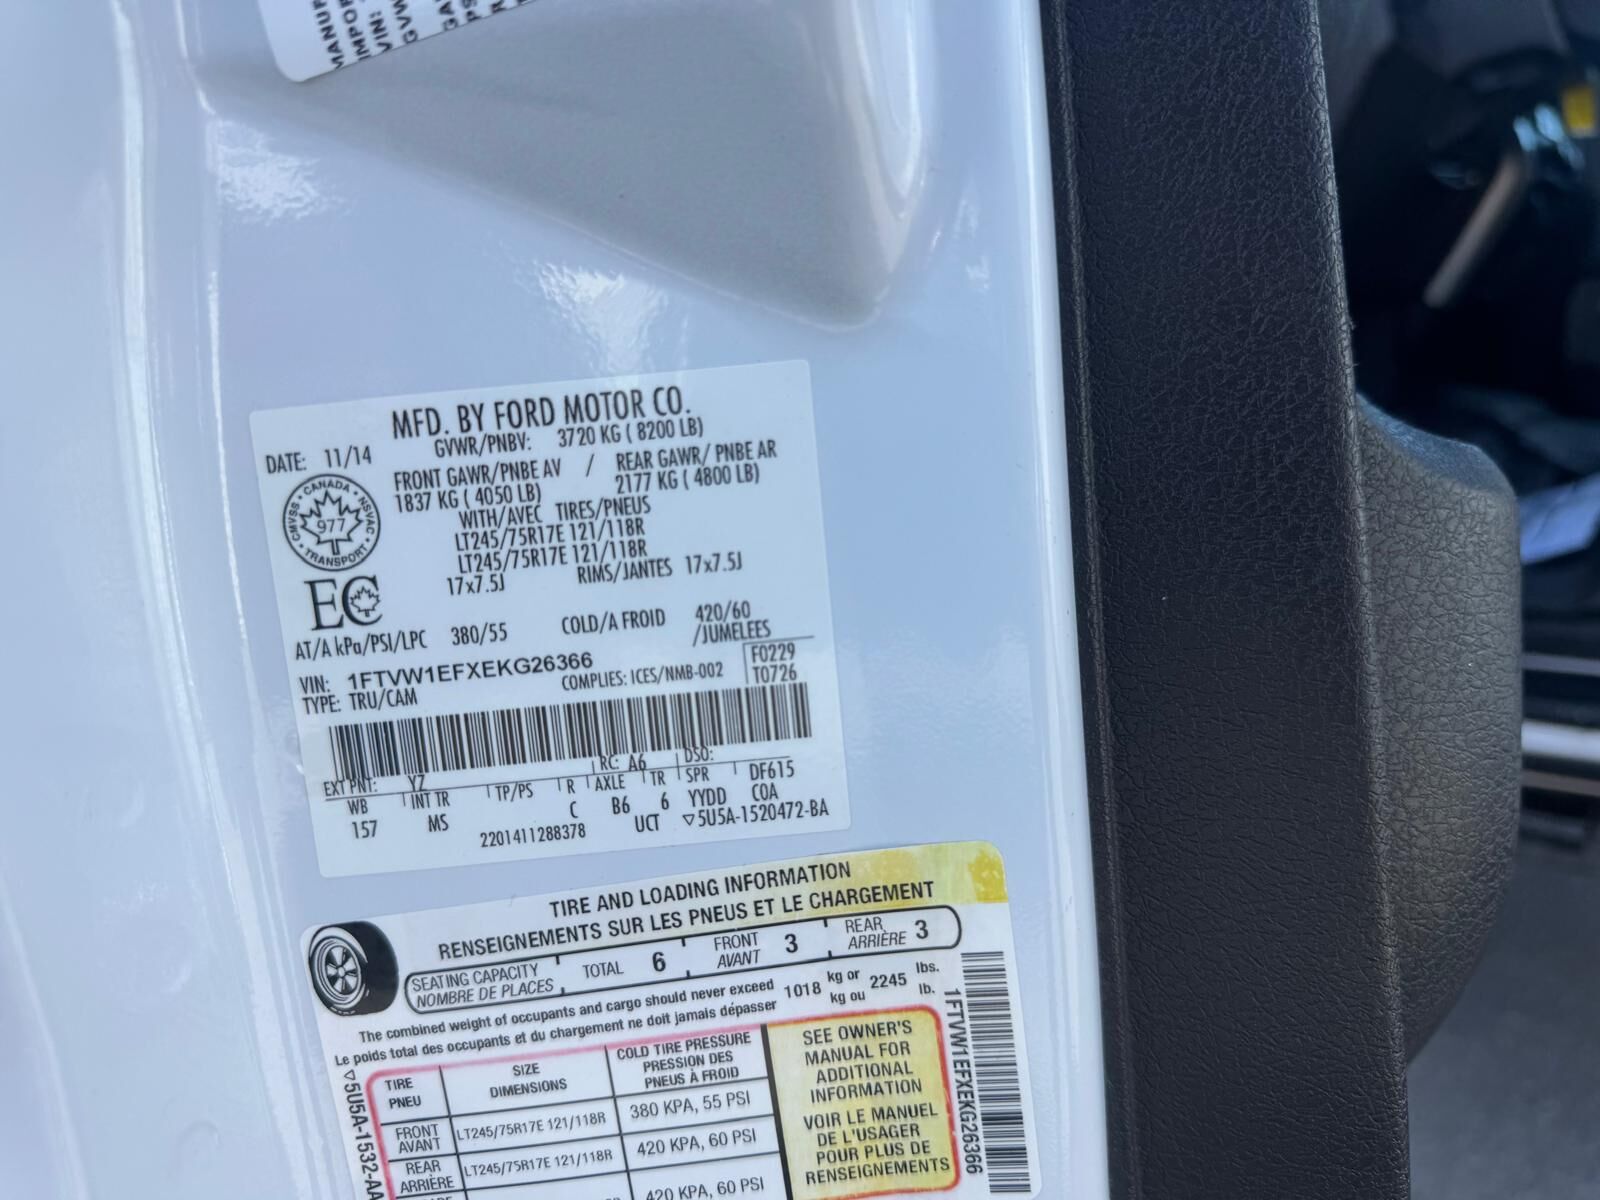 MFD. BY FORD MOTOR CO.
DATE: 11/14
GVWR/PNBV: 3720 KG ( 8200 LB)
FRONT GAWR/PNBE AV / REAR GAWR/ PNBE AR
1837 KG ( 4050 LB) 2177 KG ( 4800 LB)
WITH/AVEC TIRES/PNEUS
LT245/75R17E 121/118R
LT245/75R17E 121/118R
17x7.5J RIMS/JANTES 17x7.5J
CANADA
CMVSS • NSVAC
977
TRANSPORT
EC
AT/A kPa/PSI/LPC 380/55 COLD/A FROID 420/60
/JUMELEES
VIN: 1FTVW1EFXEKG26366
F0229
TYPE: TRU/CAM COMPLIES: ICES/NMB-002 T0726
EXT PNT: YZ RC: A6 DSO:
WB INT TR TP/PS R AXLE TR SPR DF615
157 MS C B6 6 YYDD COA
2201411288378 UCT ▽5U5A-1520472-BA
TIRE AND LOADING INFORMATION
RENSEIGNEMENTS SUR LES PNEUS ET LE CHARGEMENT
SEATING CAPACITY TOTAL 6 FRONT 3 REAR 3
NOMBRE DE PLACES AVANT ARRIÈRE
The combined weight of occupants and cargo should never exceed 1018 kg or 2245 lbs.
Le poids total des occupants et du chargement ne doit jamais dépasser kg ou lb.
TIRE
PNEU
SIZE
DIMENSIONS
COLD TIRE PRESSURE
PRESSION DES
PNEUS À FROID
FRONT
AVANT
LT245/75R17E 121/118R
380 KPA, 55 PSI
REAR
ARRIÈRE
LT245/75R17E 121/118R
420 KPA, 60 PSI
420 KPA, 60 PSI
SEE OWNER'S
MANUAL FOR
ADDITIONAL
INFORMATION
VOIR LE MANUEL
DE L'USAGER
POUR PLUS DE
RENSEIGNEMENTS
1FTVW1EFXEKG26366
▽5U5A-1532-AA